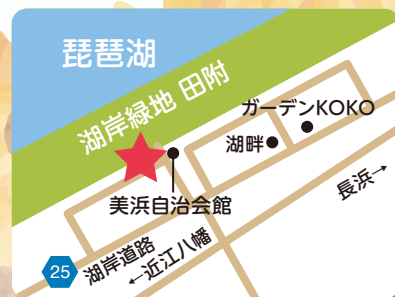 琵琶湖
湖岸緑地 田附
ガーデンKOKO
湖畔
美浜自治会館
長浜→
25
湖岸道路
←近江八幡